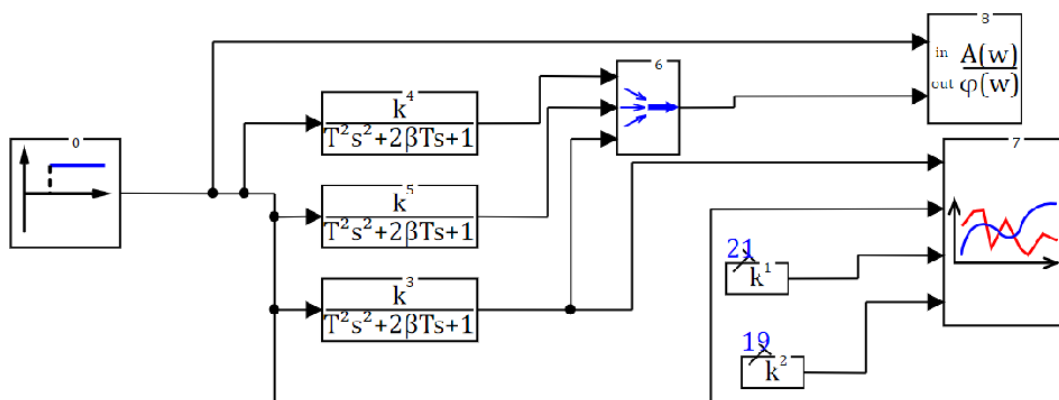 8
in A(w)
out φ(w)
6
4
k
T²s²+2βTs+1
0
7
5
k
T²s²+2βTs+1
21
k 1
3
k
T²s²+2βTs+1
19
k 2